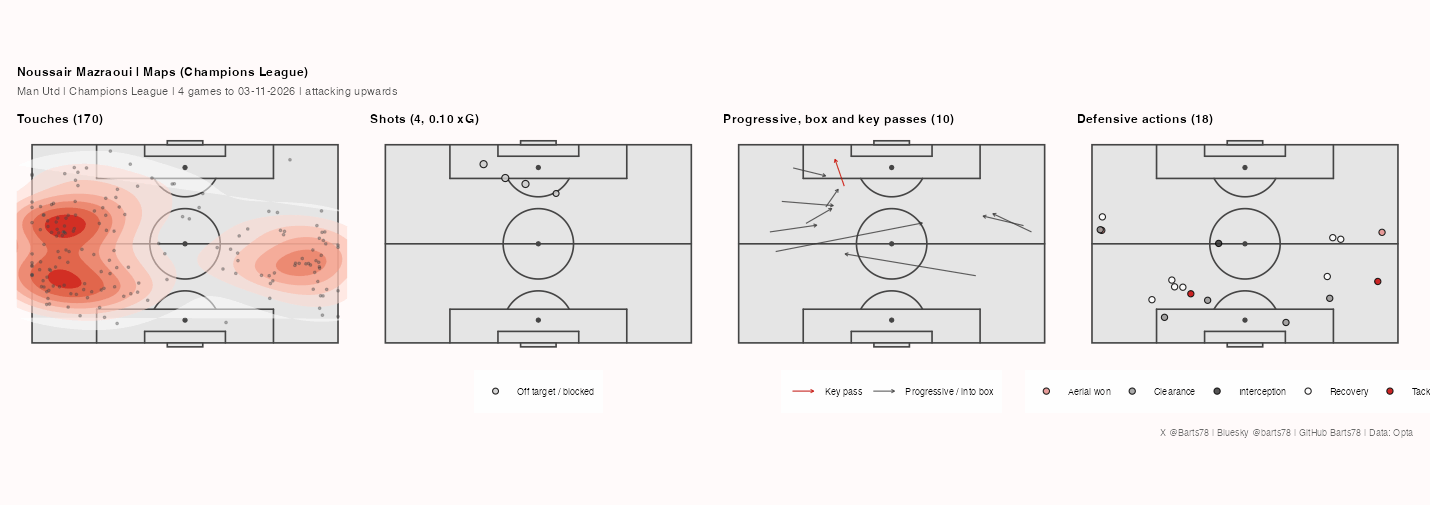 Noussair Mazraoui | Maps (Champions League)
Man Utd | Champions League | 4 games to 03-11-2026 | attacking upwards
Touches (170)
Shots (4, 0.10 xG)
Progressive, box and key passes (10)
Defensive actions (18)
Off target / blocked
Key pass
Progressive / into box
Aerial won
Clearance
Interception
Recovery
Tack
X @Barts78 | Bluesky @barts78 | GitHub Barts78 | Data: Opta